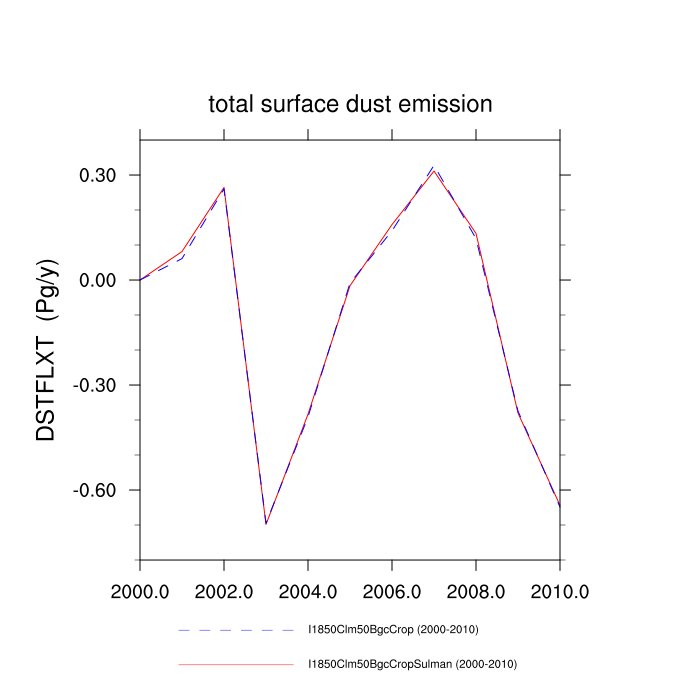 total surface dust emission
DSTFLXT (Pg/y)
0.30
0.00
-0.30
-0.60
2000.0 2002.0 2004.0 2006.0 2008.0 2010.0
I1850Clm50BgcCrop (2000-2010)
I1850Clm50BgcCropSulman (2000-2010)